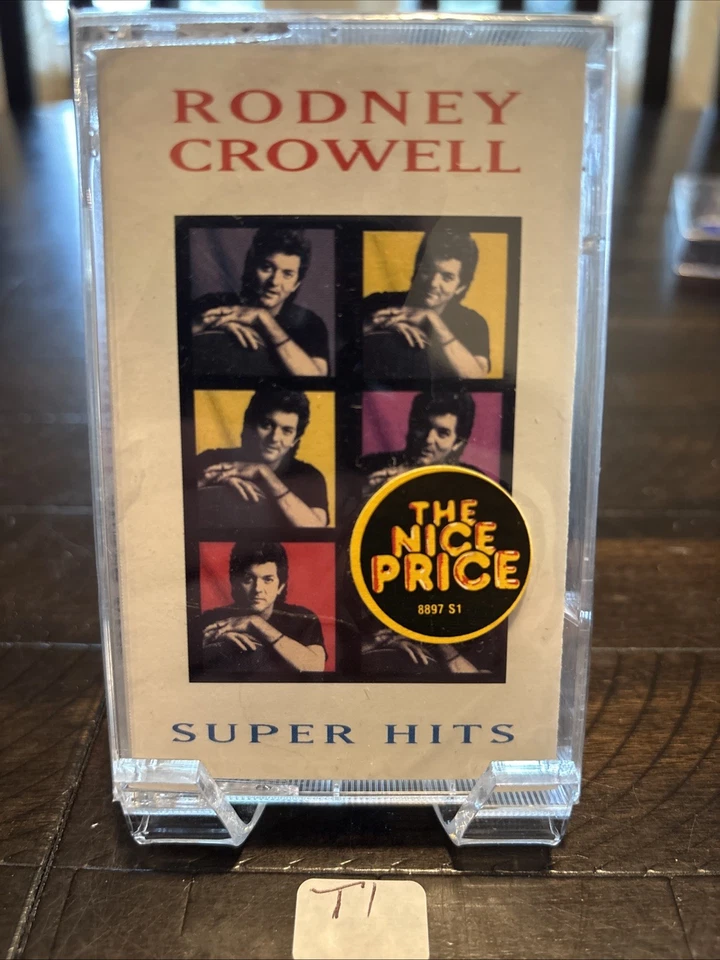 RODNEY
CROWELL
THE
NICE
PRICE
8897 S1
SUPER HITS
T1